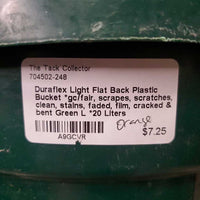 The Tack Collector
704502-248
Duraflex Light Flat Back Plastic
Bucket *gc/fair, scrapes, scratches,
clean, stains, faded, film, cracked &
bent Green L *20 Liters
Orange
A9GCVR
$7.25